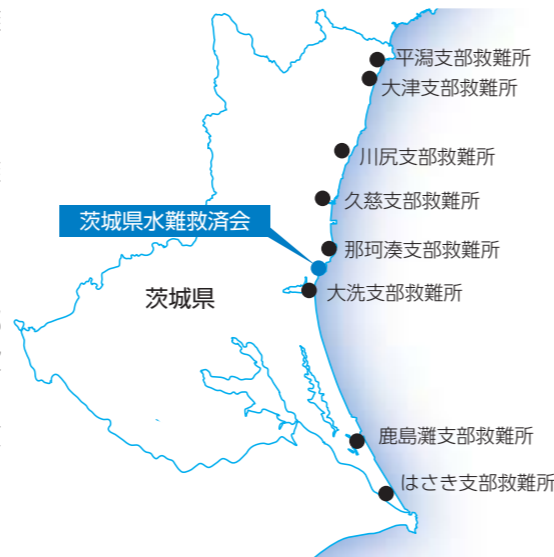 平潟支部救難所
大津支部救難所
川尻支部救難所
久慈支部救難所
茨城県水難救済会
那珂湊支部救難所
大洗支部救難所
茨城県
鹿島灘支部救難所
はさき支部救難所